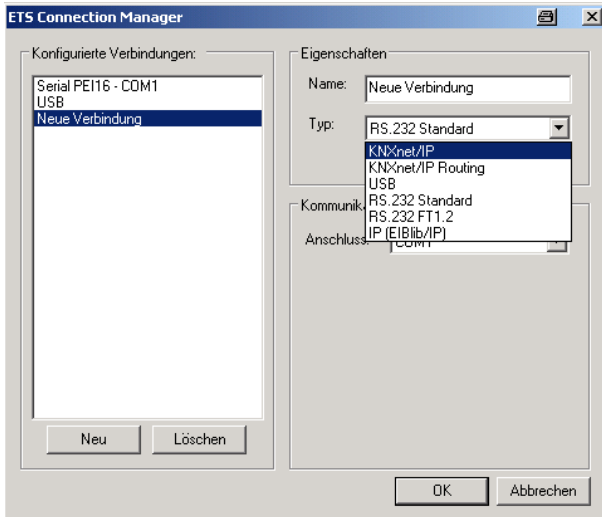 ETS Connection Manager
Konfigurierte Verbindungen:
Serial PEI16 - COM1
USB
Neue Verbindung
Neu
Löschen
Eigenschaften
Name:
Neue Verbindung
Typ:
RS.232 Standard
KNXnet/IP
KNXnet/IP Routing
USB
RS.232 Standard
RS.232 FT1.2
IP (EIBlib/IP)
Kommunik
Anschluss:
COM1
OK
Abbrechen